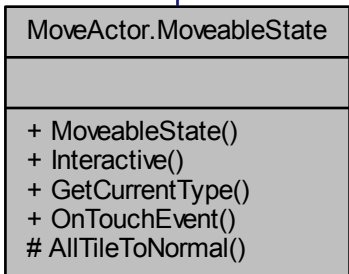 MoveActor.MoveableState
+ MoveableState()
+ Interactive()
+ GetCurrentType()
+ OnTouchEvent()
# AllTileToNormal()